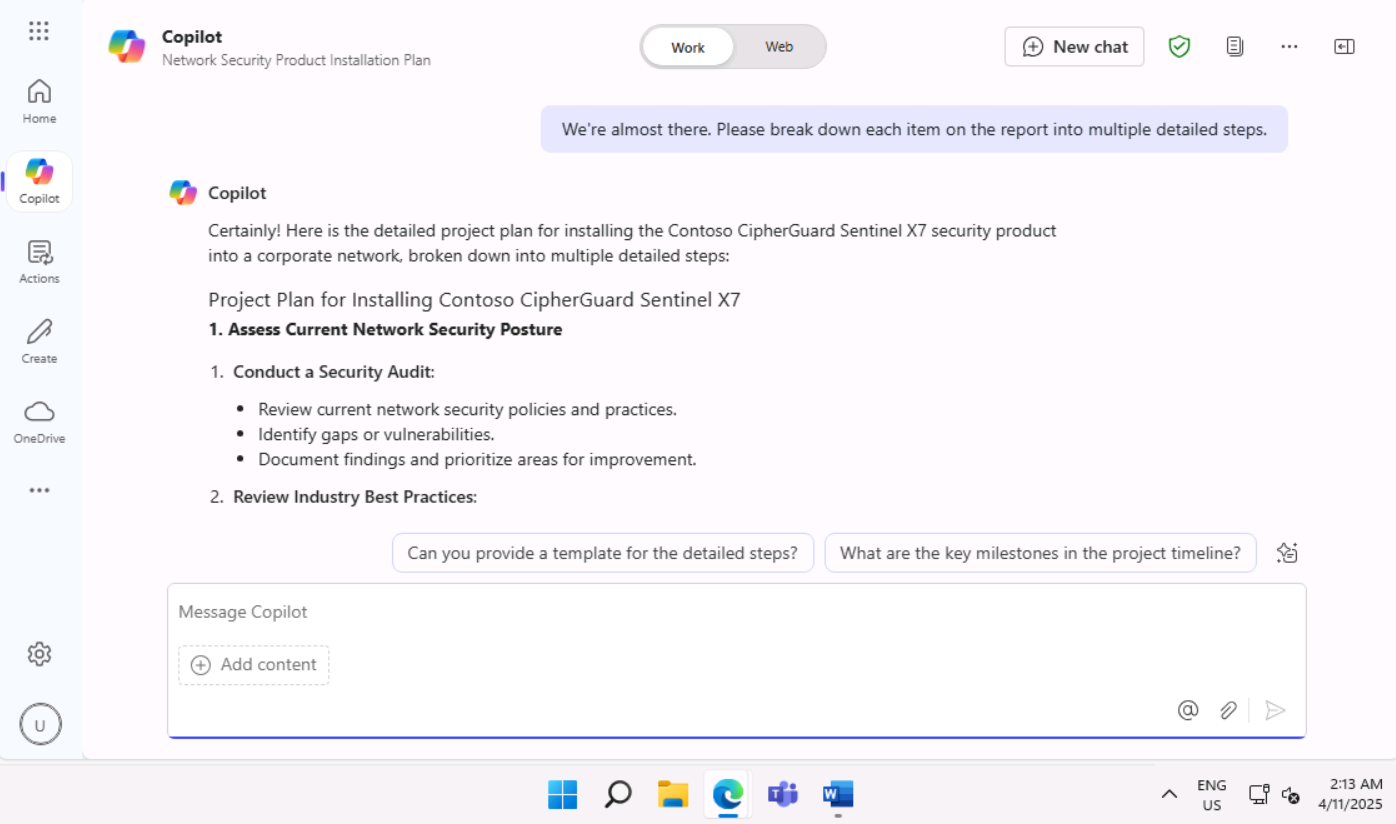 Copilot
Network Security Product Installation Plan
Work
Web
New chat
Home
Copilot
Actions
Create
OneDrive
U
We're almost there. Please break down each item on the report into multiple detailed steps.
Copilot
Certainly! Here is the detailed project plan for installing the Contoso CipherGuard Sentinel X7 security product
into a corporate network, broken down into multiple detailed steps:
Project Plan for Installing Contoso CipherGuard Sentinel X7
1. Assess Current Network Security Posture
1. Conduct a Security Audit:
• Review current network security policies and practices.
• Identify gaps or vulnerabilities.
• Document findings and prioritize areas for improvement.
2. Review Industry Best Practices:
Can you provide a template for the detailed steps?
What are the key milestones in the project timeline?
Message Copilot
Add content
ENG
US
2:13 AM
4/11/2025